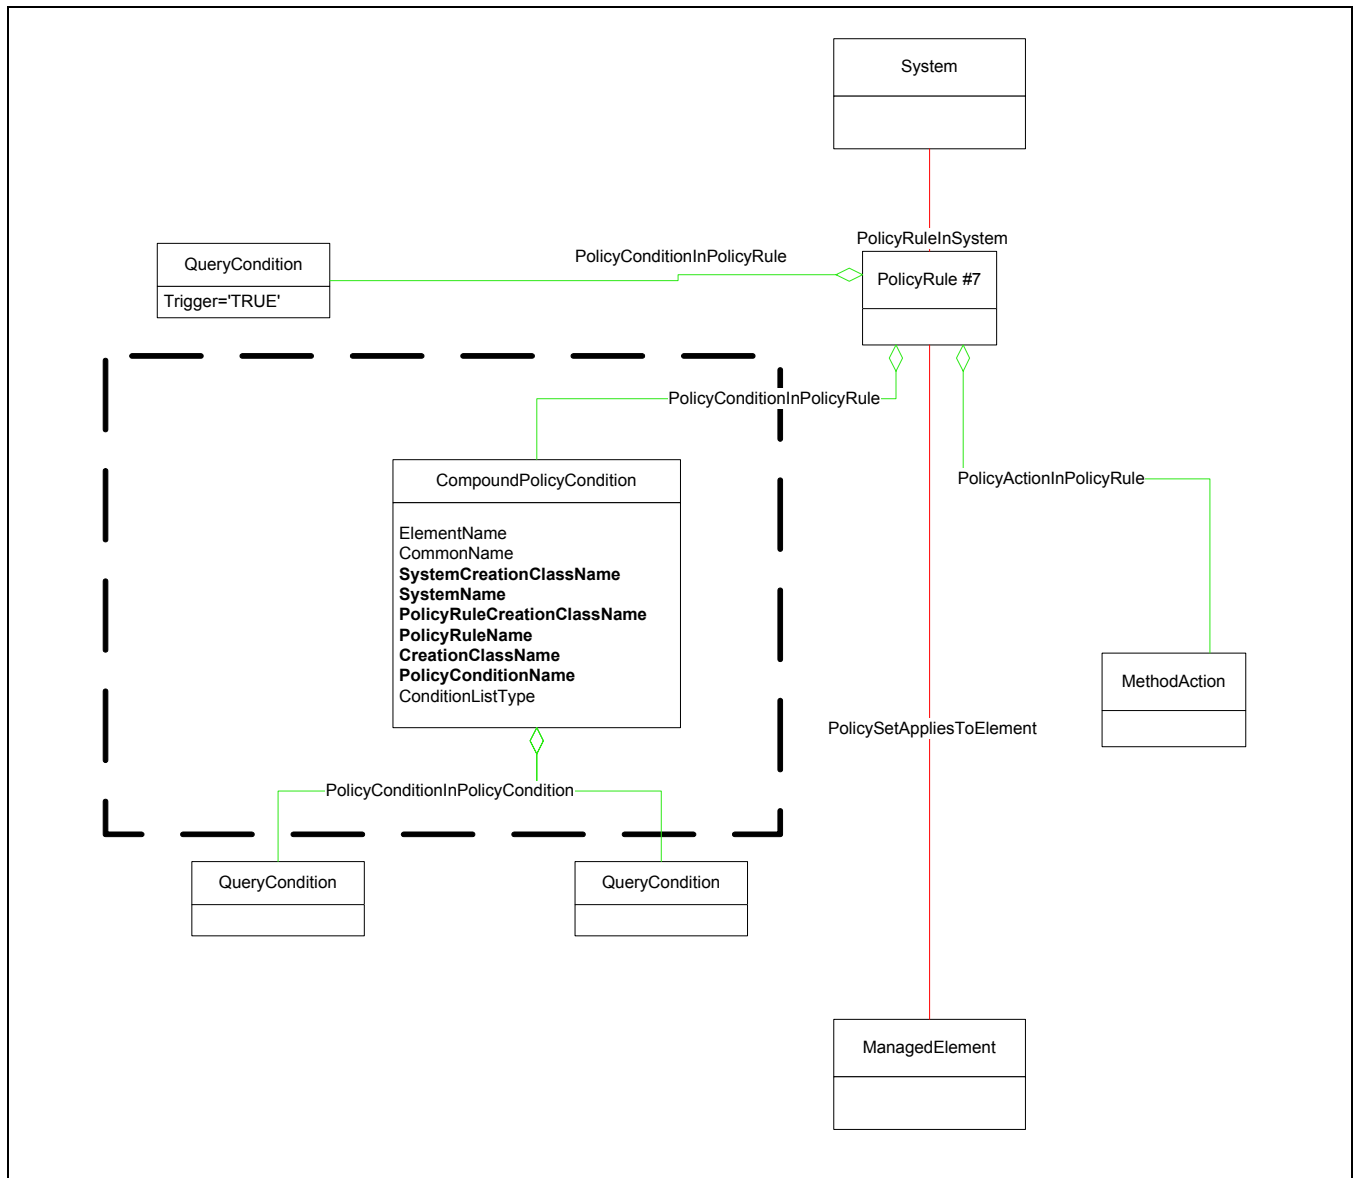 System
PolicyRuleInSystem
PolicyConditionInPolicyRule
QueryCondition
Trigger='TRUE'
PolicyRule #7
PolicyConditionInPolicyRule
CompoundPolicyCondition
ElementName
CommonName
SystemCreationClassName
SystemName
PolicyRuleCreationClassName
PolicyRuleName
CreationClassName
PolicyConditionName
ConditionListType
PolicyActionInPolicyRule
MethodAction
PolicySetAppliesToElement
PolicyConditionInPolicyCondition
QueryCondition
QueryCondition
ManagedElement